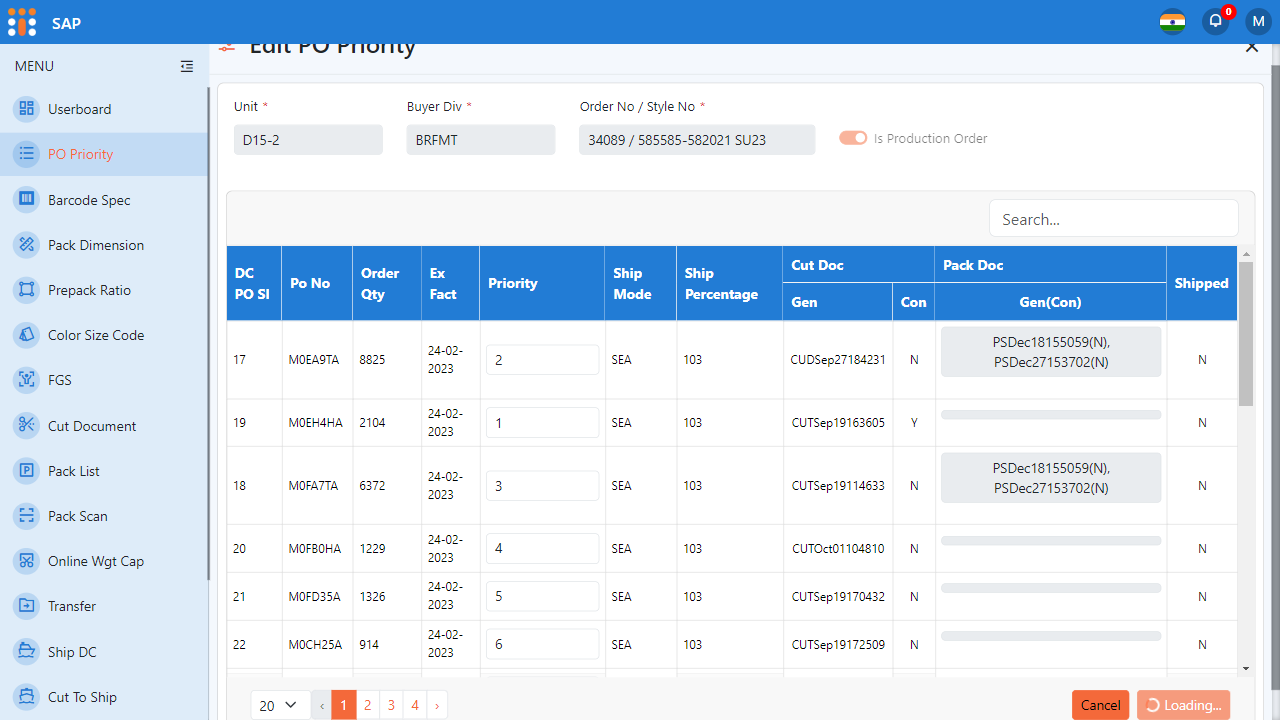 SAP
0
M
MENU
Edit PO Priority
Userboard
PO Priority
Barcode Spec
Pack Dimension
Prepack Ratio
Color Size Code
FGS
Cut Document
Pack List
Pack Scan
Online Wgt Cap
Transfer
Ship DC
Cut To Ship
Unit *
Buyer Div *
Order No / Style No *
D15-2
BRFMT
34089 / 585585-582021 SU23
Is Production Order
Search...
DC PO Sl
Po No
Order Qty
Ex Fact
Priority
Ship Mode
Ship Percentage
Cut Doc
Pack Doc
Shipped
Gen
Con
Gen(Con)
17 M0EA9TA 8825 24-02-2023 2 SEA 103 CUDSep27184231 N PSDec18155059(N), PSDec27153702(N) N
19 M0EH4HA 2104 24-02-2023 1 SEA 103 CUTSep19163605 Y N
18 M0FA7TA 6372 24-02-2023 3 SEA 103 CUTSep19114633 N PSDec18155059(N), PSDec27153702(N) N
20 M0FB0HA 1229 24-02-2023 4 SEA 103 CUTOct01104810 N N
21 M0FD35A 1326 24-02-2023 5 SEA 103 CUTSep19170432 N N
22 M0CH25A 914 24-02-2023 6 SEA 103 CUTSep19172509 N N
20 ‹ 1 2 3 4 ›
Cancel
Loading...